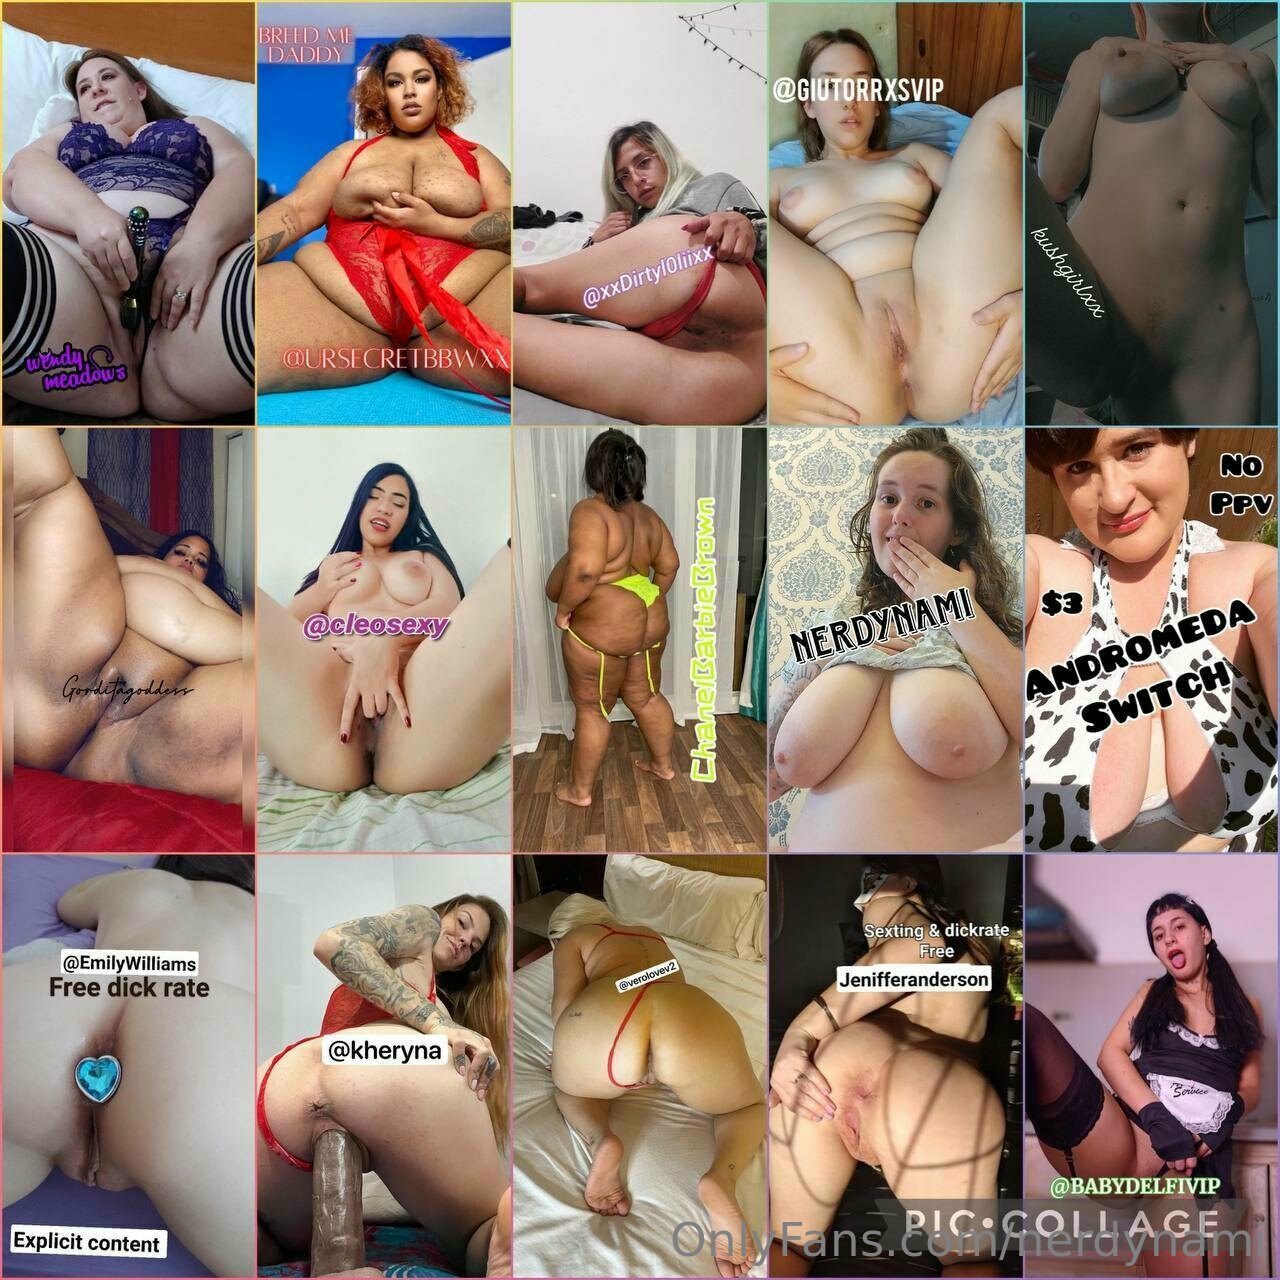 BREED ME
DADDY
@GIUTORRXSVIP
@xxDirtyl0liixx
kushgirlxx
wendy
meadows
@URSECRETBBWXX
No
PPV
$3
ANDROMEDA
SWITCH
@cleosexy
NERDYNAMI
Gorditagoddess
ChanelBarbieBrown
@EmilyWilliams
Free dick rate
Explicit content
@kheryna
@verolovev2
Sexting & dickrate
Free
Jenifferanderson
Service
@BABYDELFIVIP
PIC•COLLAGE
OnlyFans.com/nerdynami